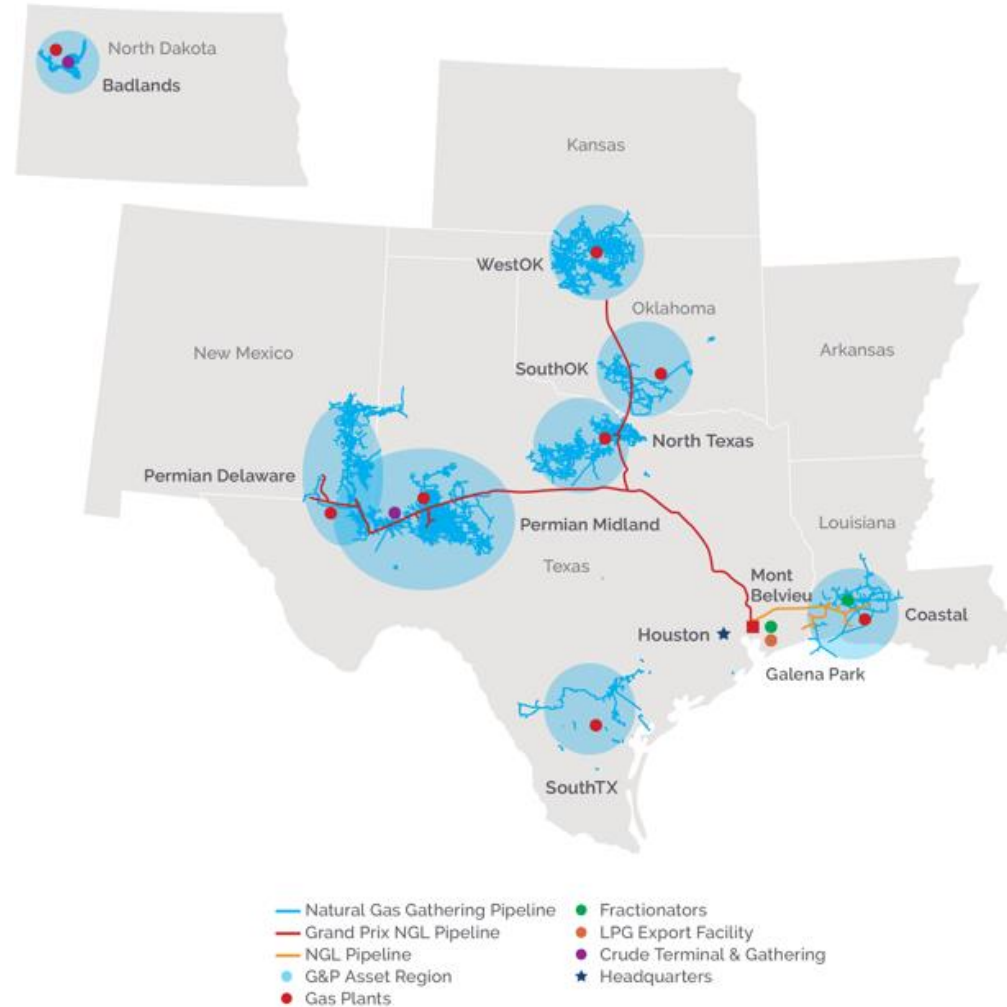 North Dakota
Badlands
Kansas
WestOK
Oklahoma
New Mexico
Arkansas
SouthOK
North Texas
Permian Delaware
Permian Midland
Louisiana
Texas
Mont
Belvieu
Coastal
Houston
Galena Park
SouthTX
Natural Gas Gathering Pipeline
Grand Prix NGL Pipeline
NGL Pipeline
G&P Asset Region
Gas Plants
Fractionators
LPG Export Facility
Crude Terminal & Gathering
Headquarters